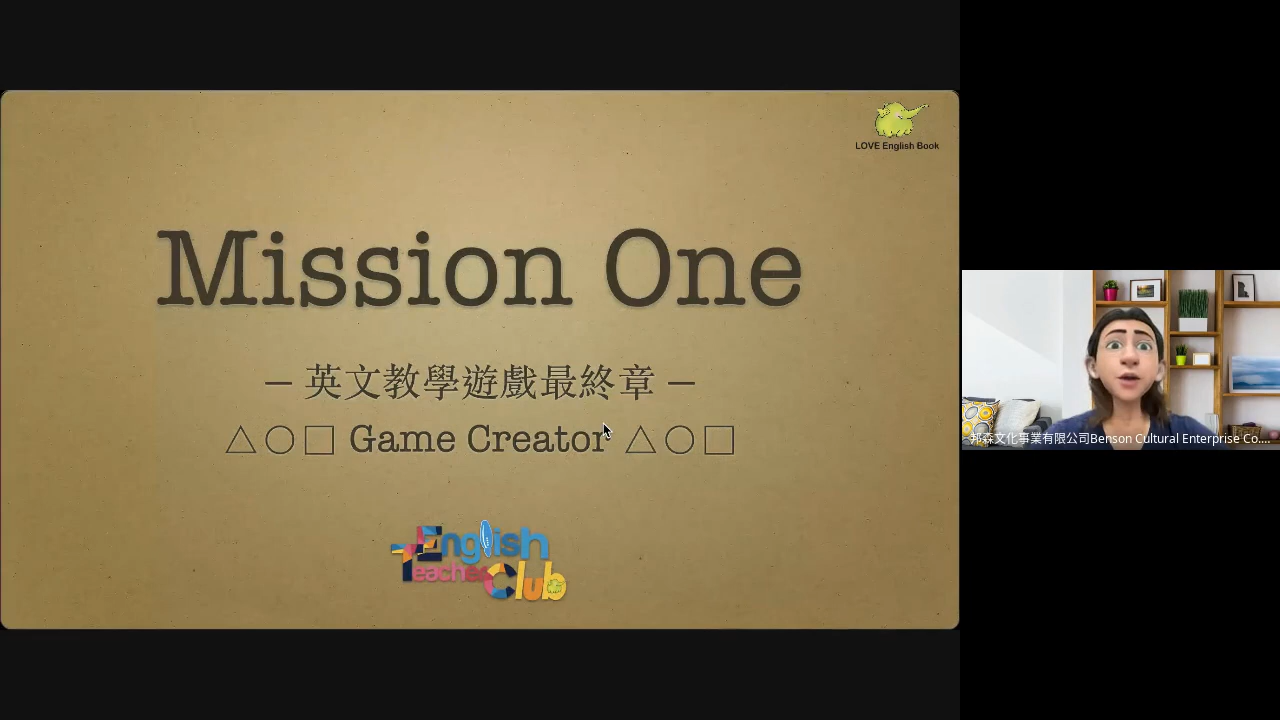 LOVE English Book
Mission One
— 英文教學遊戲最終章 —
△○□ Game Creator △○□
English
Teacher
Club
邦森文化事業有限公司Benson Cultural Enterprise Co....